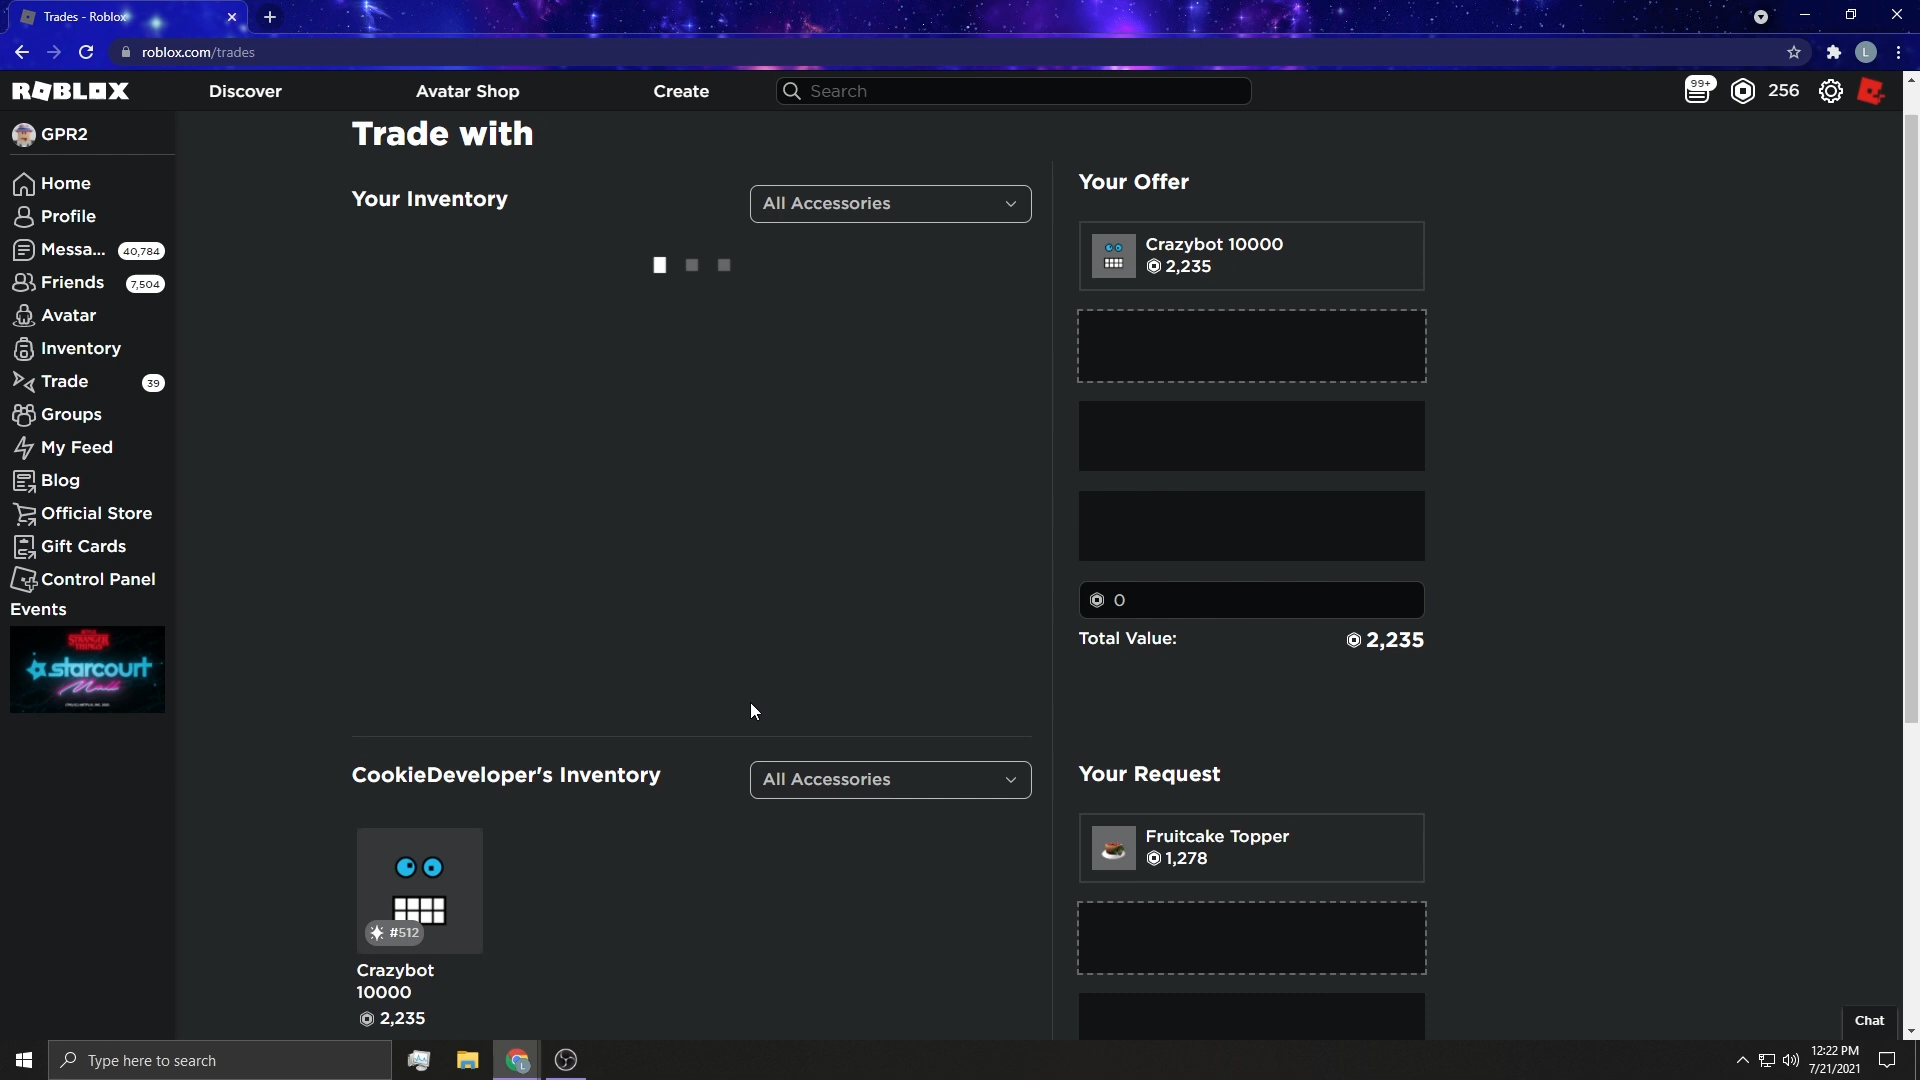 Trades - Roblox
roblox.com/trades
ROBLOX
Discover
Avatar Shop
Create
Search
99+
256
GPR2
Home
Profile
Messa... 40,784
Friends 7,504
Avatar
Inventory
Trade 39
Groups
My Feed
Blog
Official Store
Gift Cards
Control Panel
Events
STRANGER THINGS
starcourt
Mall
Trade with
Your Inventory
All Accessories
Your Offer
Crazybot 10000
2,235
0
Total Value: 2,235
CookieDeveloper's Inventory
All Accessories
#512
Crazybot
10000
2,235
Your Request
Fruitcake Topper
1,278
Chat
L
Type here to search
12:22 PM
7/21/2021